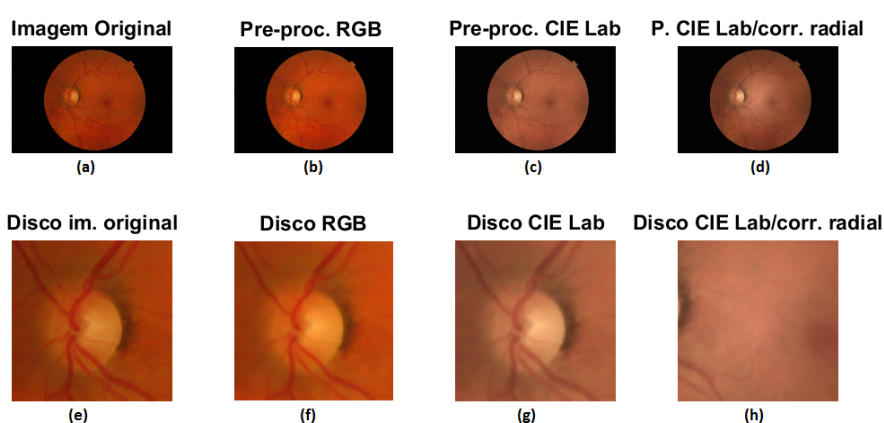 Imagem Original
Pre-proc. RGB
Pre-proc. CIE Lab
P. CIE Lab/corr. radial
(a)
(b)
(c)
(d)
Disco im. original
Disco RGB
Disco CIE Lab
Disco CIE Lab/corr. radial
(e)
(f)
(g)
(h)